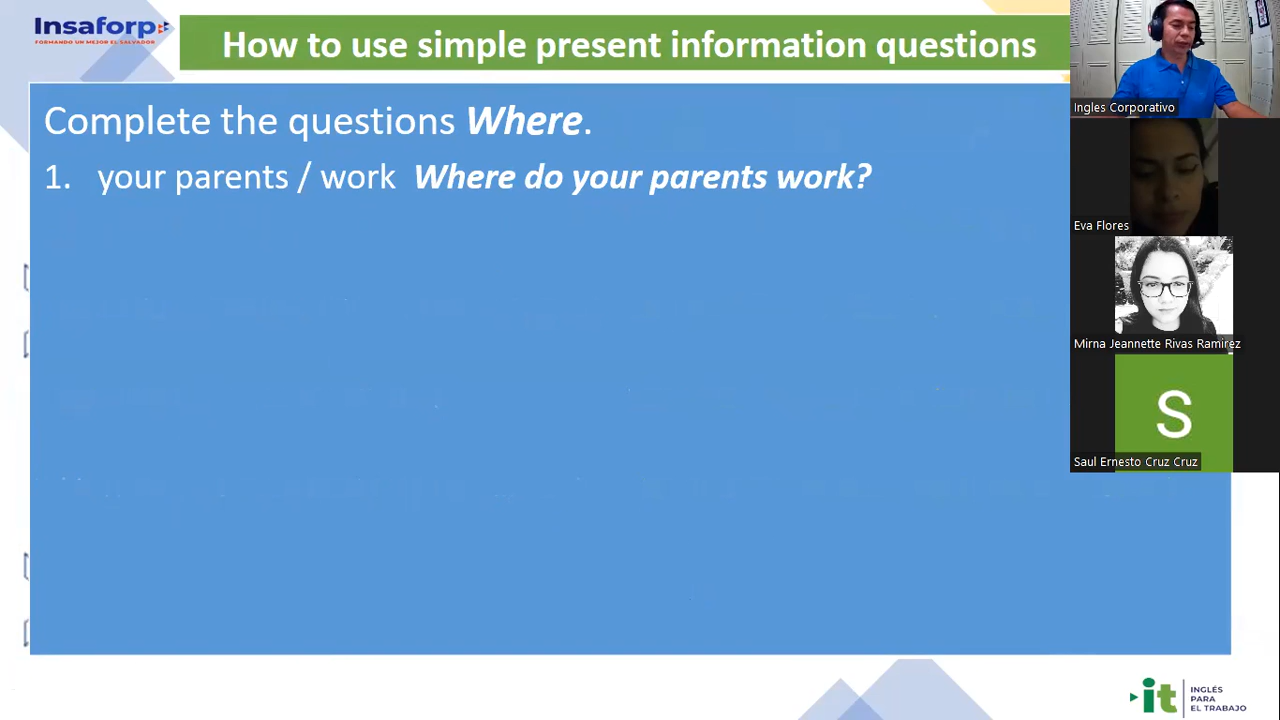 Insaforp
FORMANDO UN MEJOR EL SALVADOR
How to use simple present information questions
Complete the questions Where.
1. your parents / work Where do your parents work?
Ingles Corporativo
Eva Flores
Mirna Jeannette Rivas Ramirez
S
Saul Ernesto Cruz Cruz
it
INGLÉS
PARA
EL TRABAJO